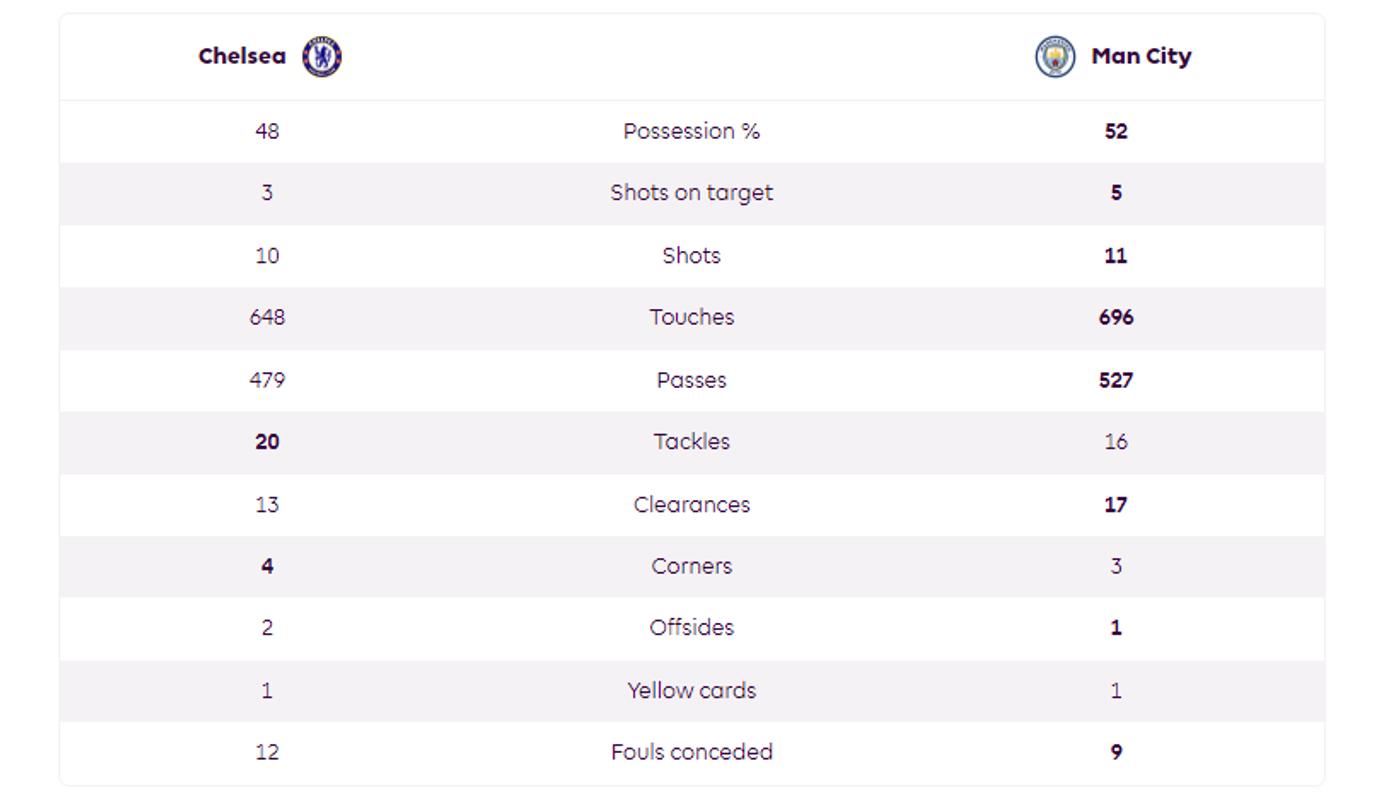 Chelsea Man City
48 Possession % 52
3 Shots on target 5
10 Shots 11
648 Touches 696
479 Passes 527
20 Tackles 16
13 Clearances 17
4 Corners 3
2 Offsides 1
1 Yellow cards 1
12 Fouls conceded 9